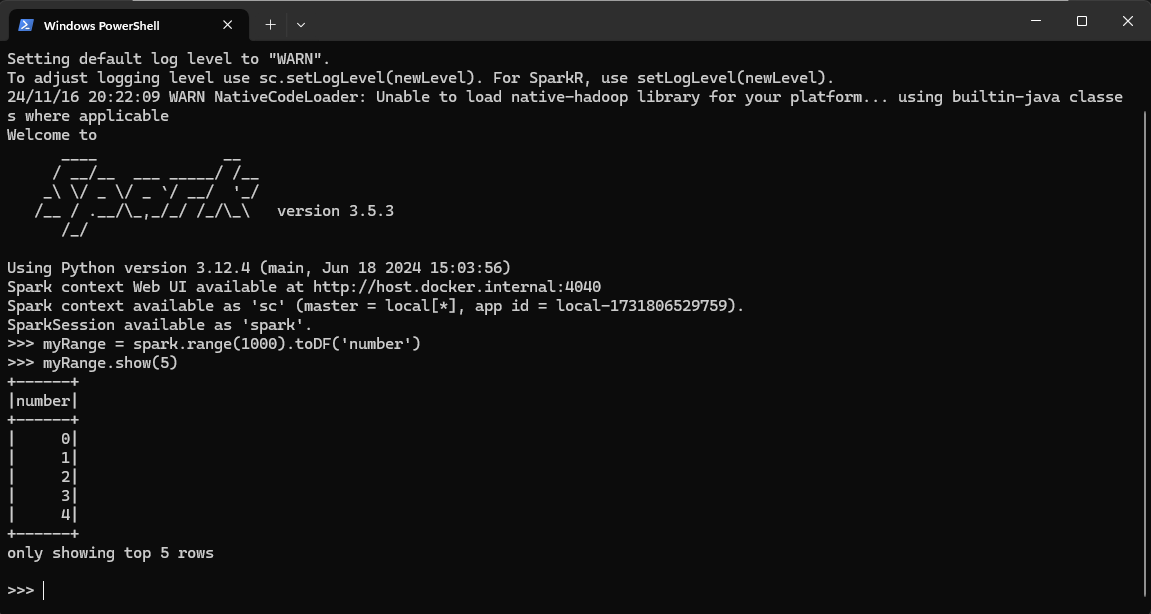 Windows PowerShell
Setting default log level to "WARN".
To adjust logging level use sc.setLogLevel(newLevel). For SparkR, use setLogLevel(newLevel).
24/11/16 20:22:09 WARN NativeCodeLoader: Unable to load native-hadoop library for your platform... using builtin-java classe
s where applicable
Welcome to
      ____              __
     / __/__  ___ _____/ /__
    _\ \/ _ \/ _ `/ __/  '_/
   /__ / .__/\_,_/_/ /_/\_\   version 3.5.3
      /_/
Using Python version 3.12.4 (main, Jun 18 2024 15:03:56)
Spark context Web UI available at http://host.docker.internal:4040
Spark context available as 'sc' (master = local[*], app id = local-1731806529759).
SparkSession available as 'spark'.
>>> myRange = spark.range(1000).toDF('number')
>>> myRange.show(5)
+------+
|number|
+------+
|     0|
|     1|
|     2|
|     3|
|     4|
+------+
only showing top 5 rows
>>>